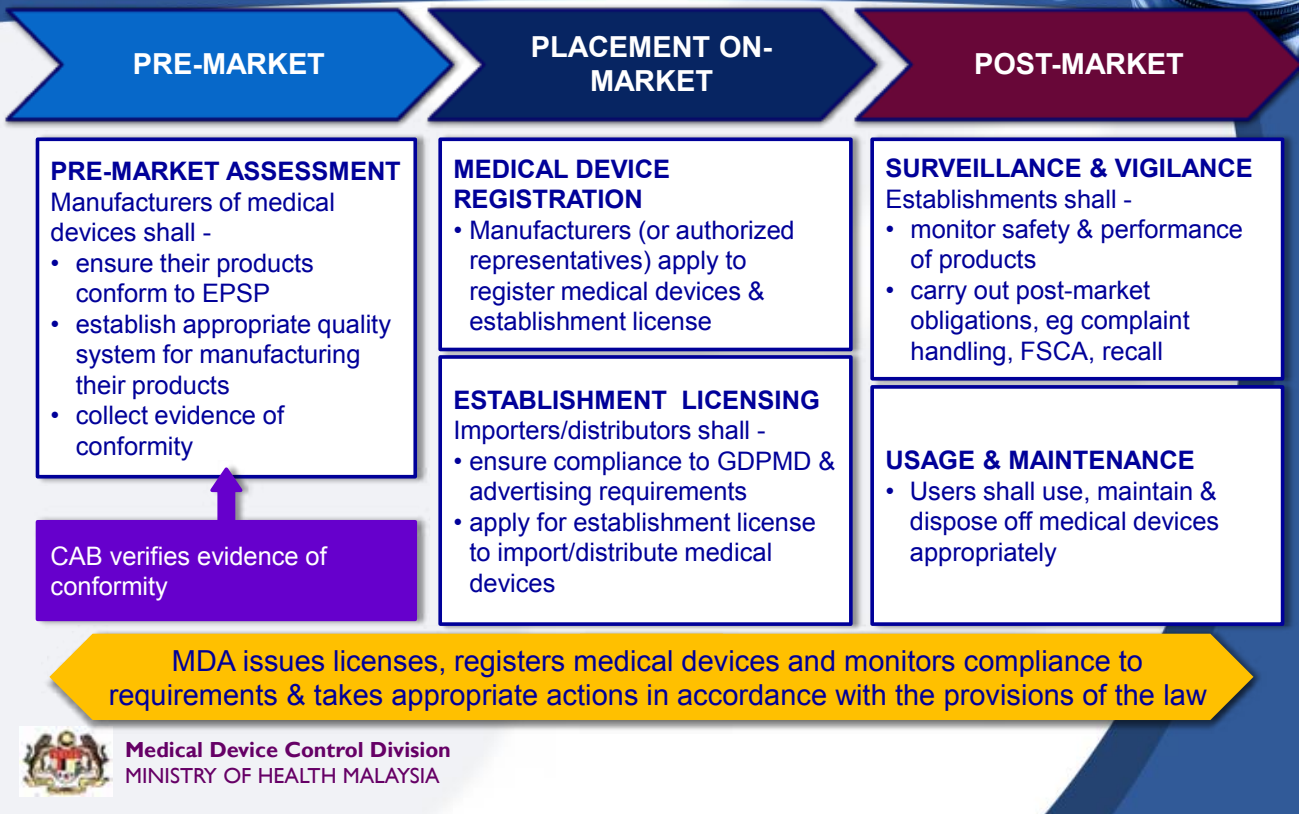 PRE-MARKET
PLACEMENT ON-
MARKET
POST-MARKET
PRE-MARKET ASSESSMENT
Manufacturers of medical
devices shall -
• ensure their products
conform to EPSP
• establish appropriate quality
system for manufacturing
their products
• collect evidence of
conformity
CAB verifies evidence of
conformity
MEDICAL DEVICE
REGISTRATION
• Manufacturers (or authorized
representatives) apply to
register medical devices &
establishment license
ESTABLISHMENT LICENSING
Importers/distributors shall -
• ensure compliance to GDPMD &
advertising requirements
• apply for establishment license
to import/distribute medical
devices
SURVEILLANCE & VIGILANCE
Establishments shall -
• monitor safety & performance
of products
• carry out post-market
obligations, eg complaint
handling, FSCA, recall
USAGE & MAINTENANCE
• Users shall use, maintain &
dispose off medical devices
appropriately
MDA issues licenses, registers medical devices and monitors compliance to
requirements & takes appropriate actions in accordance with the provisions of the law
Medical Device Control Division
MINISTRY OF HEALTH MALAYSIA